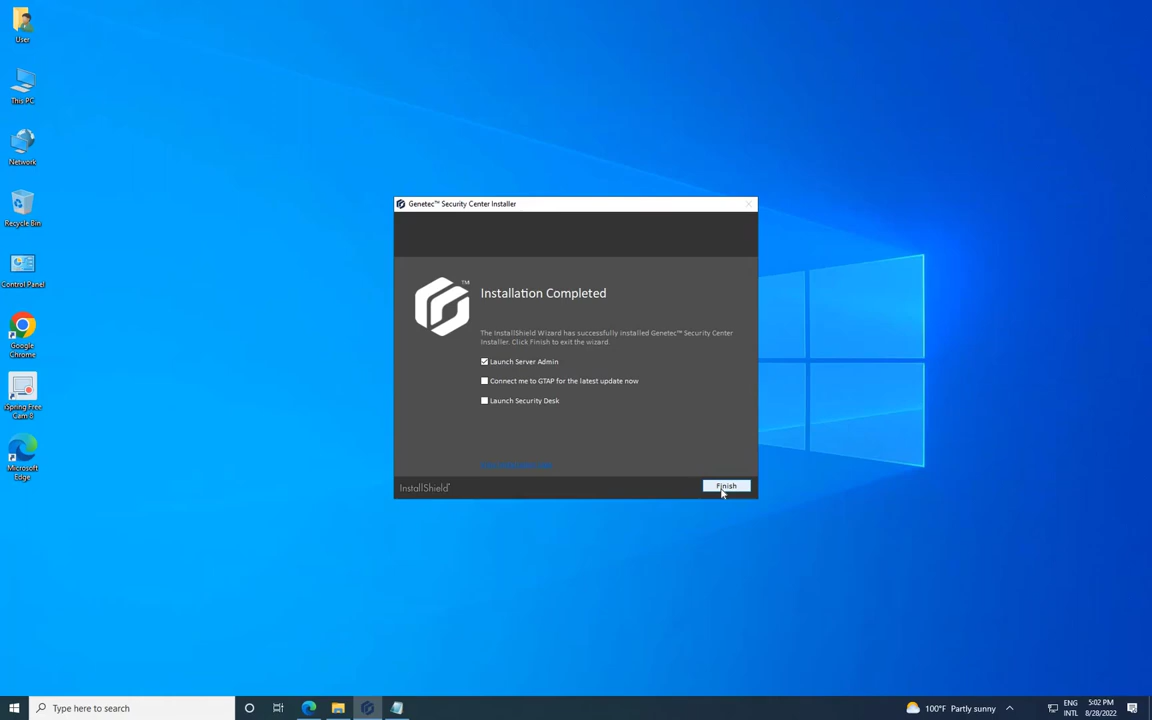 User
This PC
Network
Recycle Bin
Control Panel
Google
Chrome
iSpring Free
Cam 8
Microsoft
Edge
Genetec™ Security Center Installer
TM
Installation Completed
The InstallShield Wizard has successfully installed Genetec™ Security Center
Installer. Click Finish to exit the wizard.
Launch Server Admin
Connect me to GTAP for the latest update now
Launch Security Desk
InstallShield
Finish
Type here to search
100°F Partly sunny
ENG
INTL
5:02 PM
8/28/2022